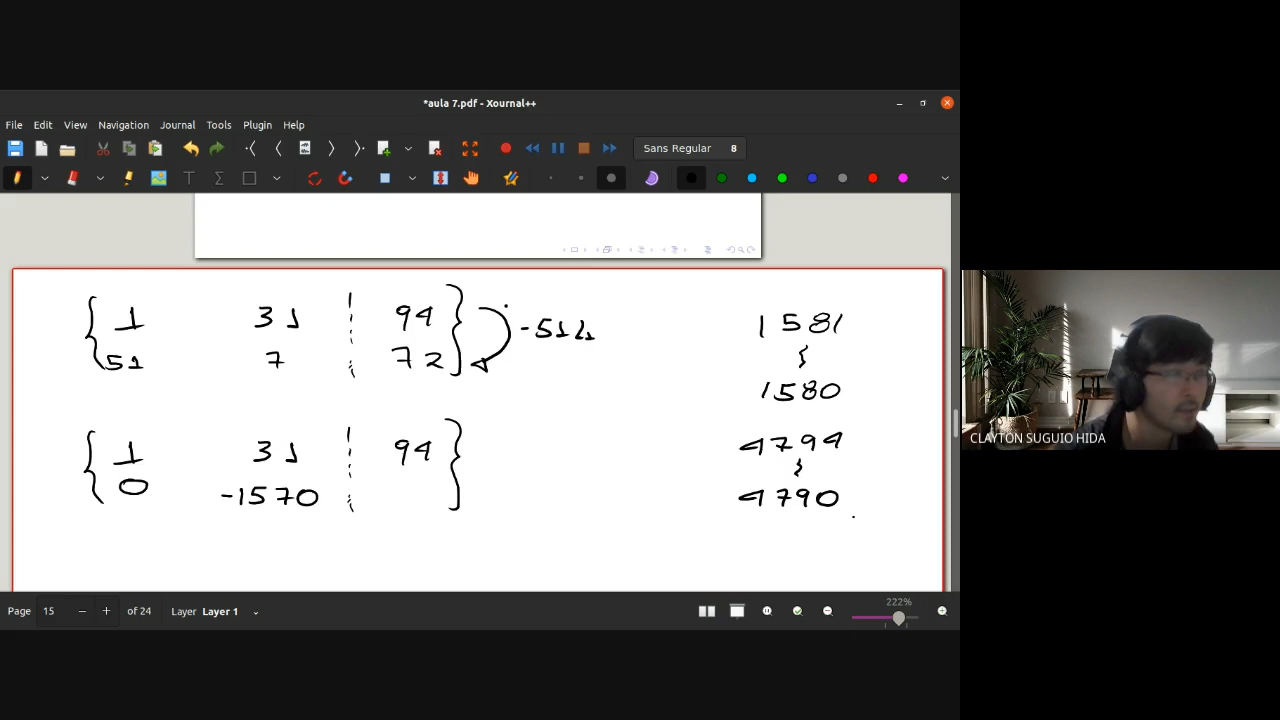 *aula 7.pdf - Xournal++
File Edit View Navigation Journal Tools Plugin Help
Sans Regular 8
1 31 94 -51L1
51 7 72
1 31 94
0 -1570
1581
1580
4794
4790
CLAYTON SUGUIO HIDA
Page 15 of 24 Layer Layer 1 222%